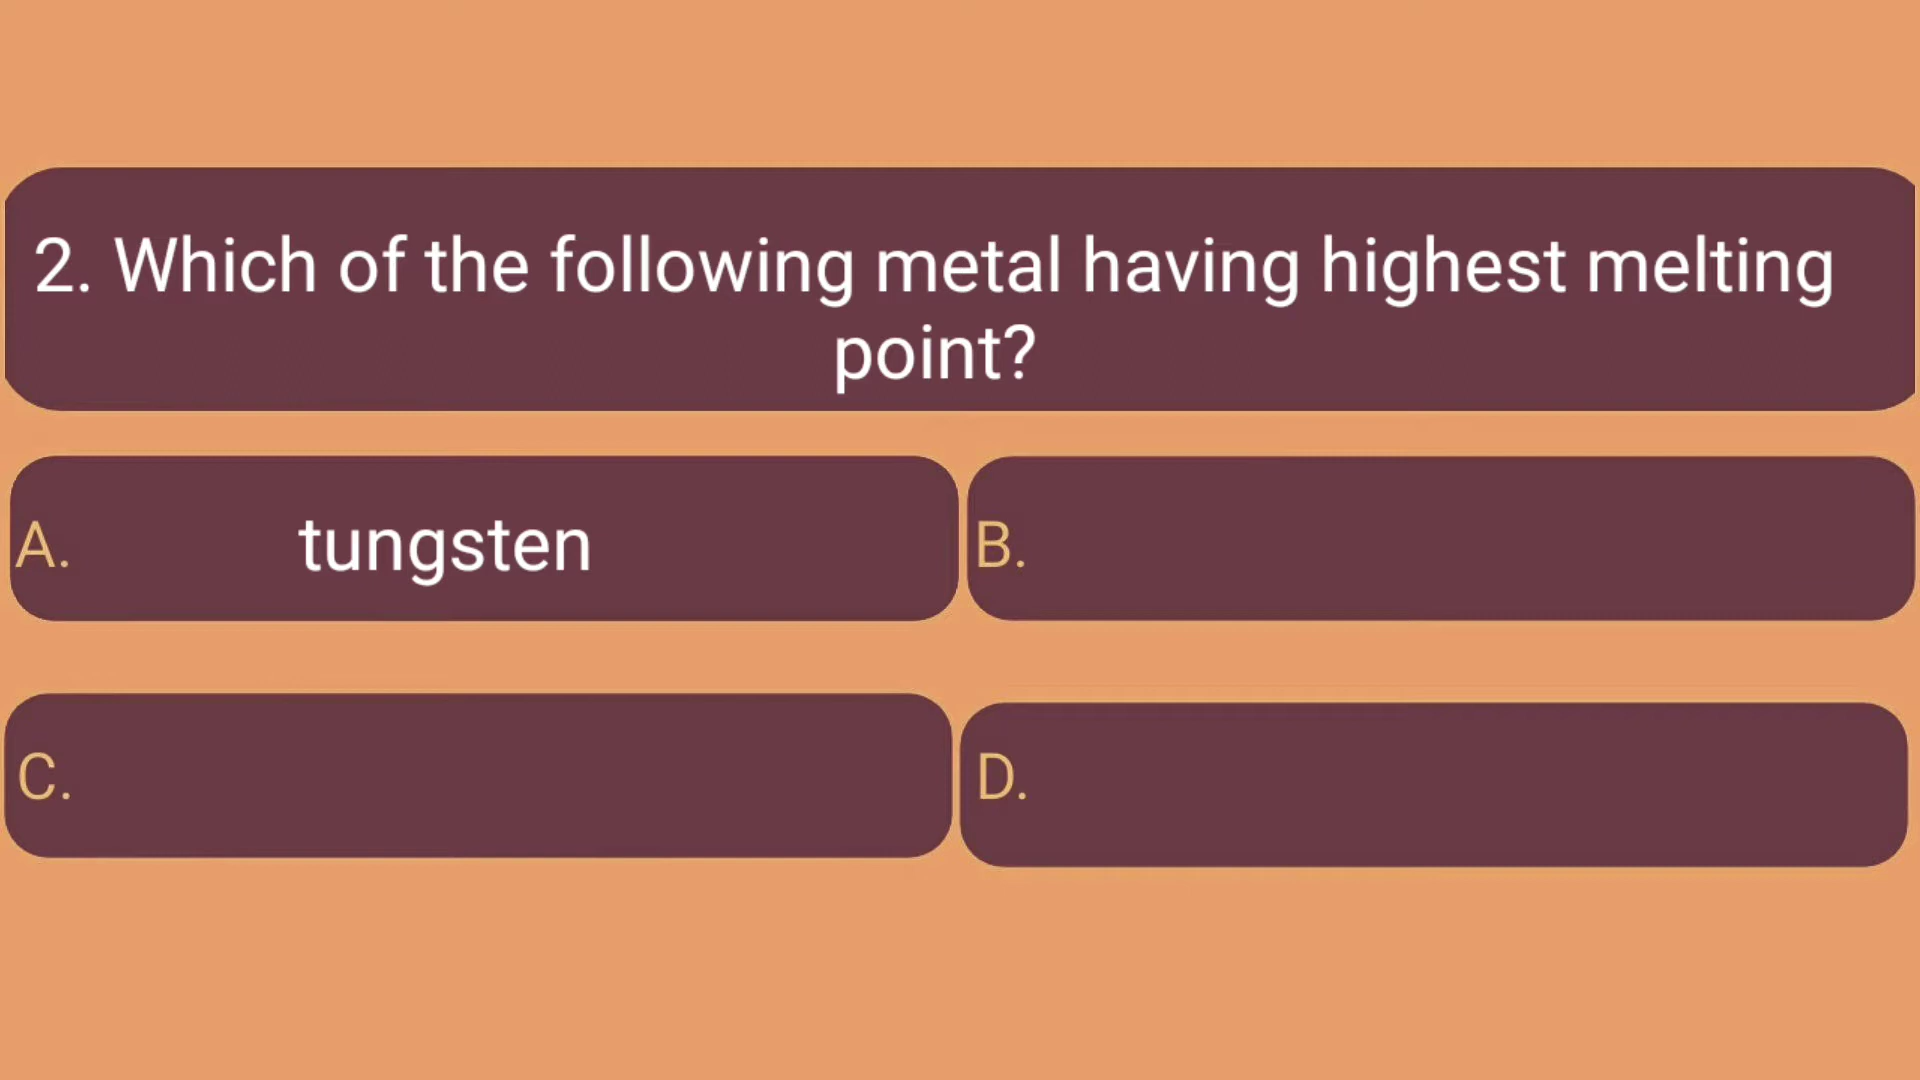 2. Which of the following metal having highest melting
point?
A. tungsten
B.
C.
D.